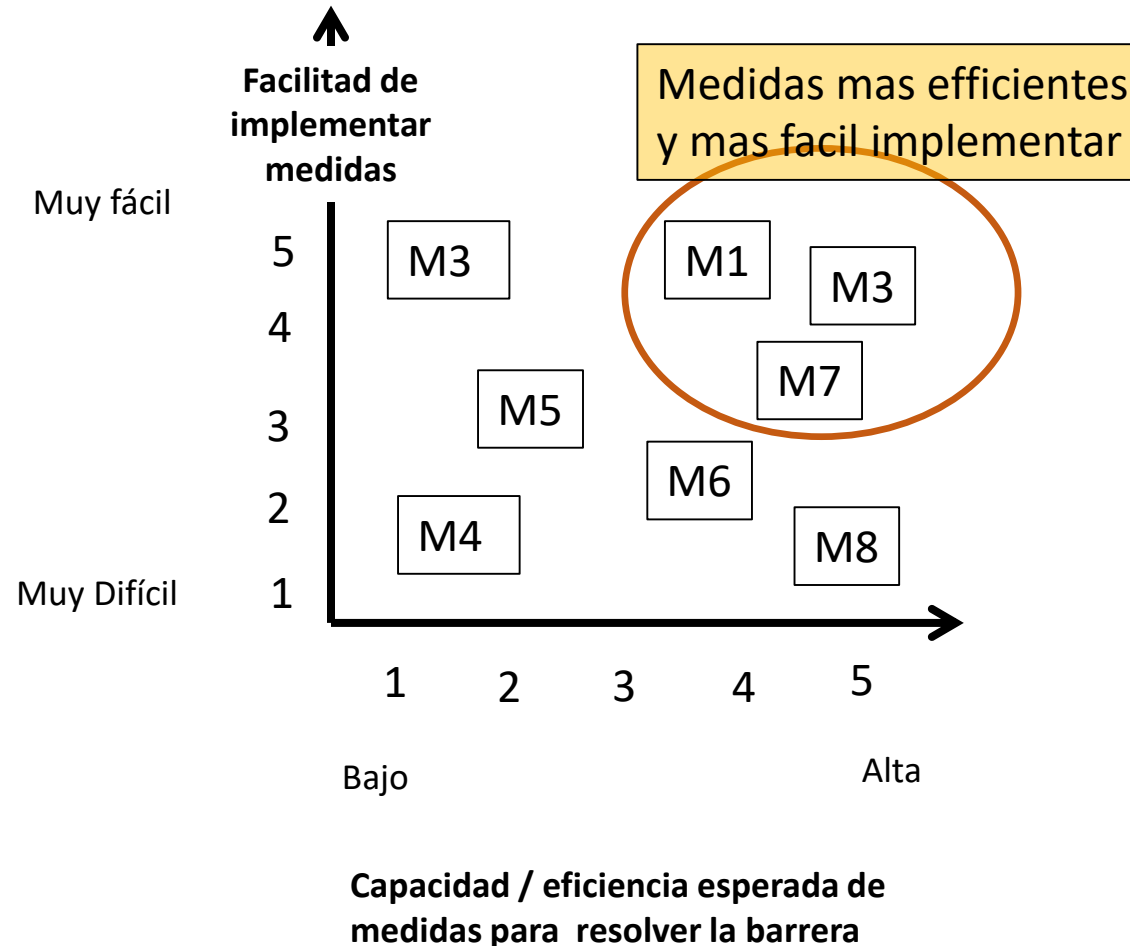 Facilitad de
implementar
medidas
Medidas mas efficientes
y mas facil implementar
Muy fácil
5
M3
M1
M3
4
M7
M5
3
M6
2
M4
M8
Muy Difícil
1
1 2 3 4 5
Bajo
Alta
Capacidad / eficiencia esperada de
medidas para resolver la barrera